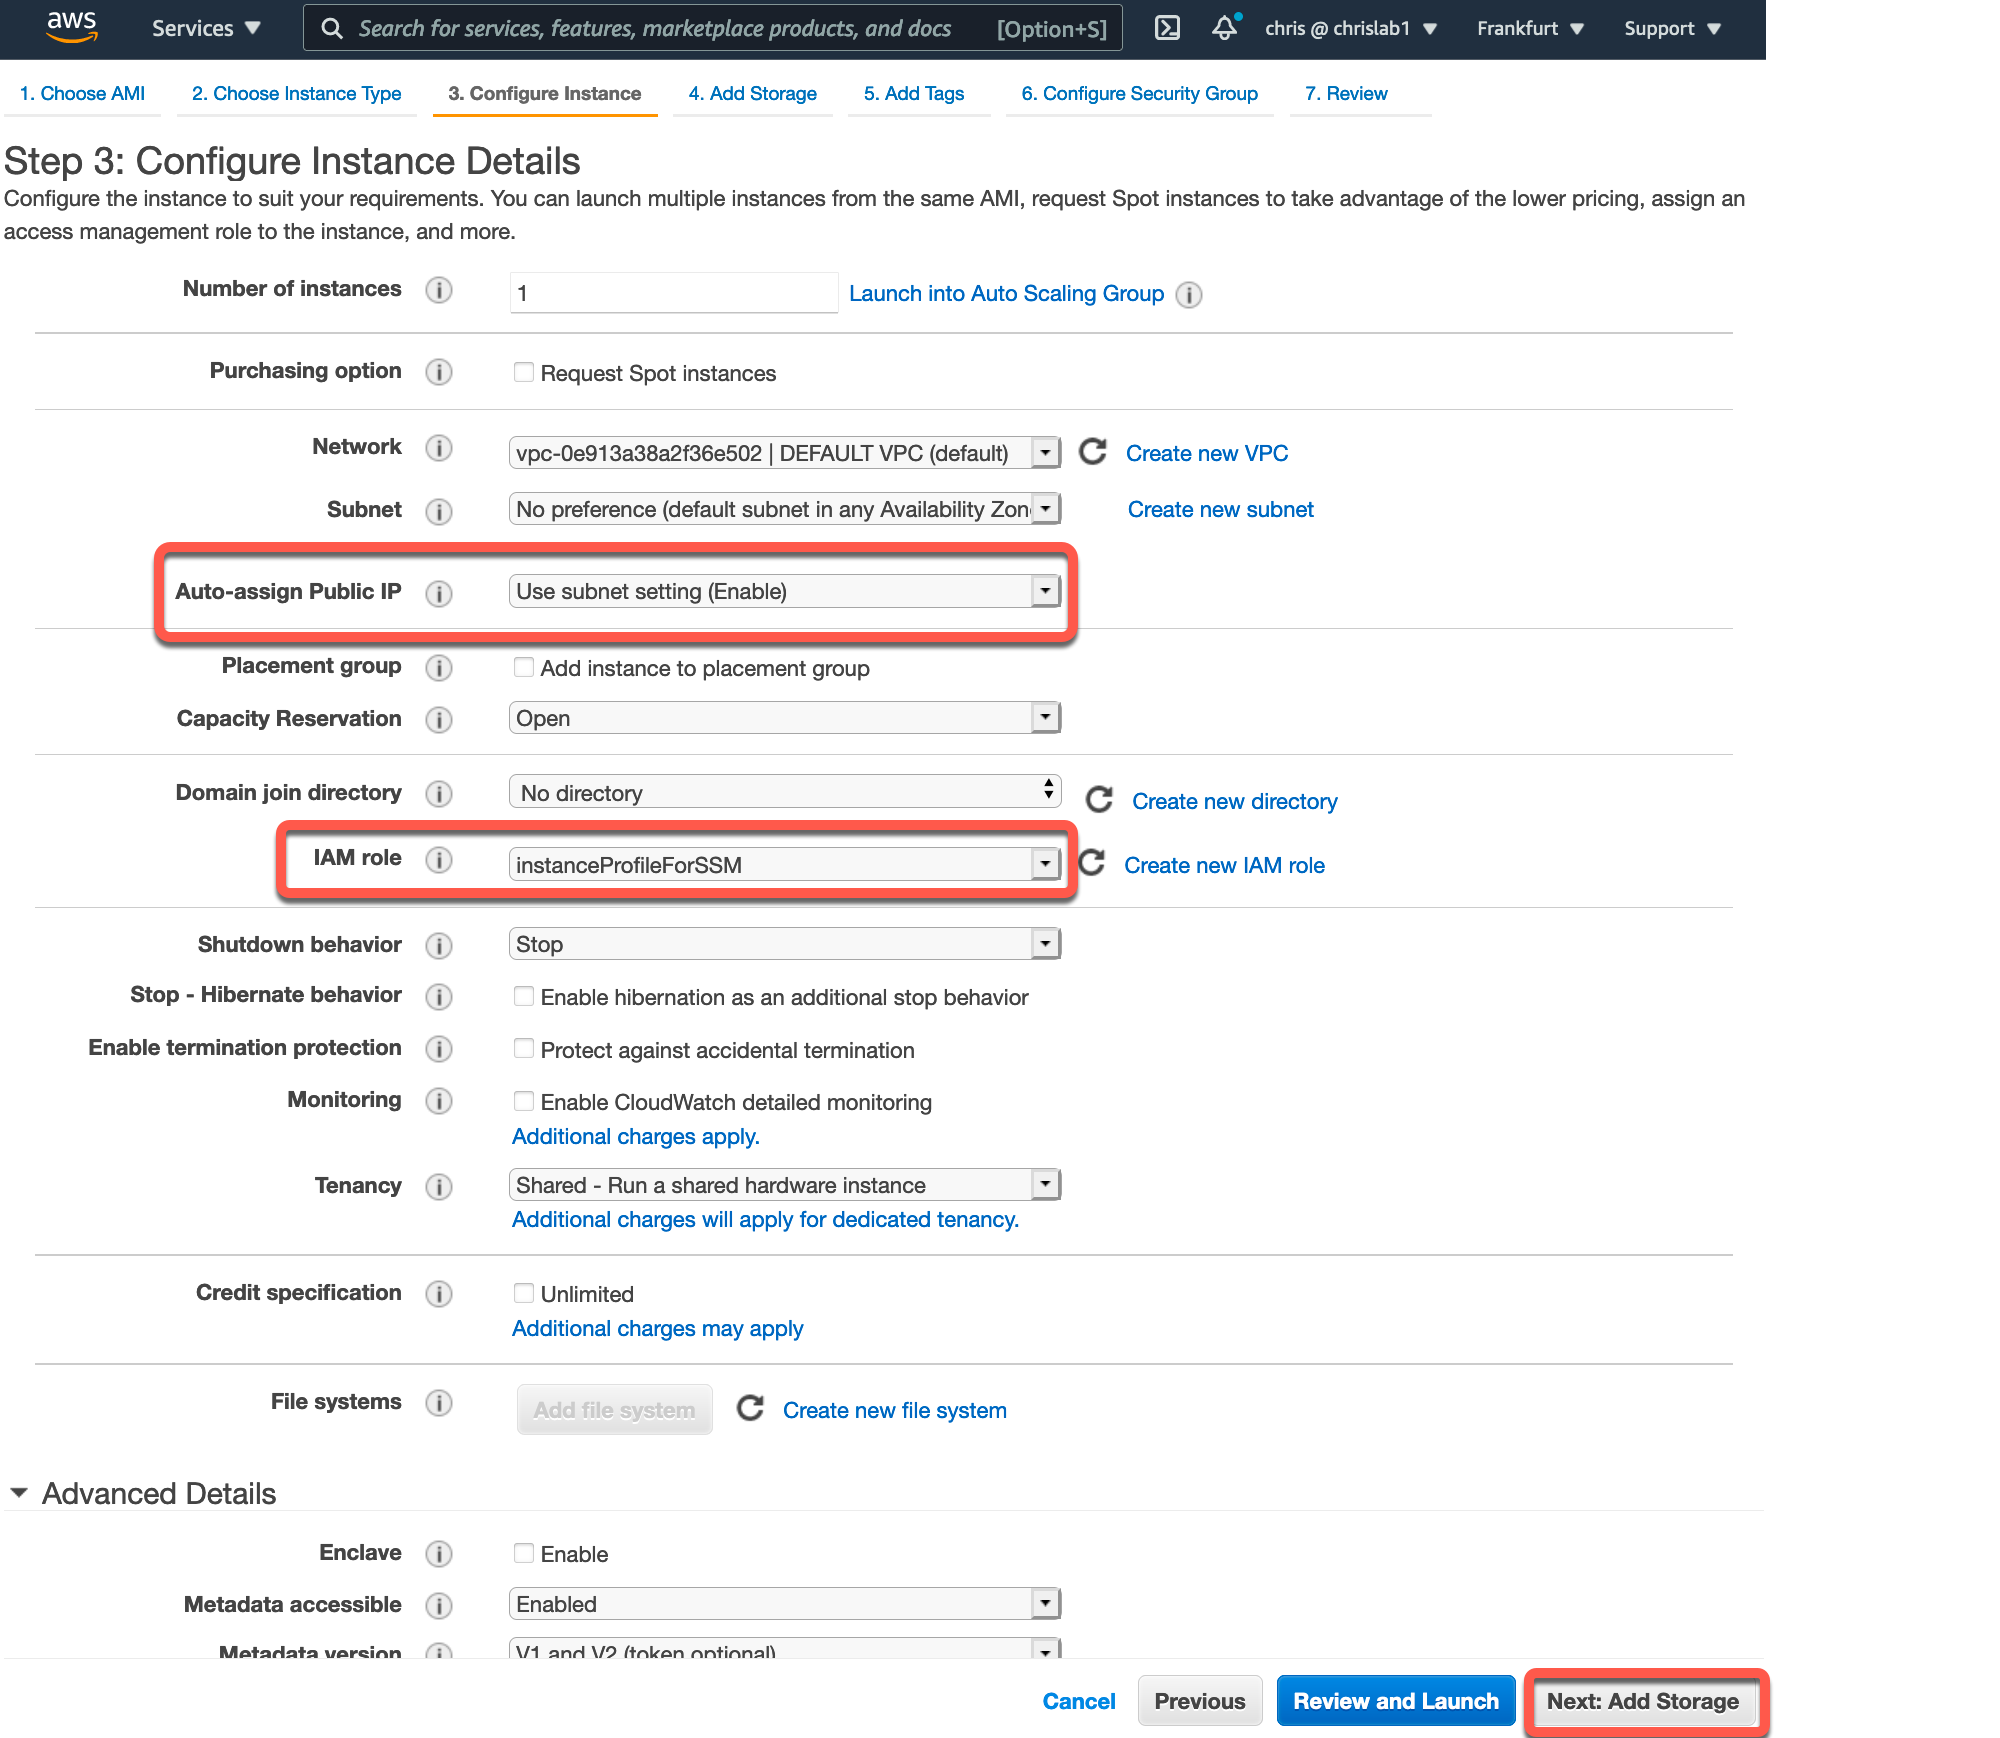 aws Services Search for services, features, marketplace products, and docs [Option+S] chris @ chrislab1 Frankfurt Support
1. Choose AMI 2. Choose Instance Type 3. Configure Instance 4. Add Storage 5. Add Tags 6. Configure Security Group 7. Review
Step 3: Configure Instance Details
Configure the instance to suit your requirements. You can launch multiple instances from the same AMI, request Spot instances to take advantage of the lower pricing, assign an
access management role to the instance, and more.
Number of instances i 1 Launch into Auto Scaling Group i
Purchasing option i Request Spot instances
Network i vpc-0e913a38a2f36e502 | DEFAULT VPC (default) Create new VPC
Subnet i No preference (default subnet in any Availability Zon Create new subnet
Auto-assign Public IP i Use subnet setting (Enable)
Placement group i Add instance to placement group
Capacity Reservation i Open
Domain join directory i No directory Create new directory
IAM role i instanceProfileForSSM Create new IAM role
Shutdown behavior i Stop
Stop - Hibernate behavior i Enable hibernation as an additional stop behavior
Enable termination protection i Protect against accidental termination
Monitoring i Enable CloudWatch detailed monitoring
Additional charges apply.
Tenancy i Shared - Run a shared hardware instance
Additional charges will apply for dedicated tenancy.
Credit specification i Unlimited
Additional charges may apply
File systems i Add file system Create new file system
Advanced Details
Enclave i Enable
Metadata accessible i Enabled
Metadata version i V1 and V2 (token optional)
Cancel Previous Review and Launch Next: Add Storage